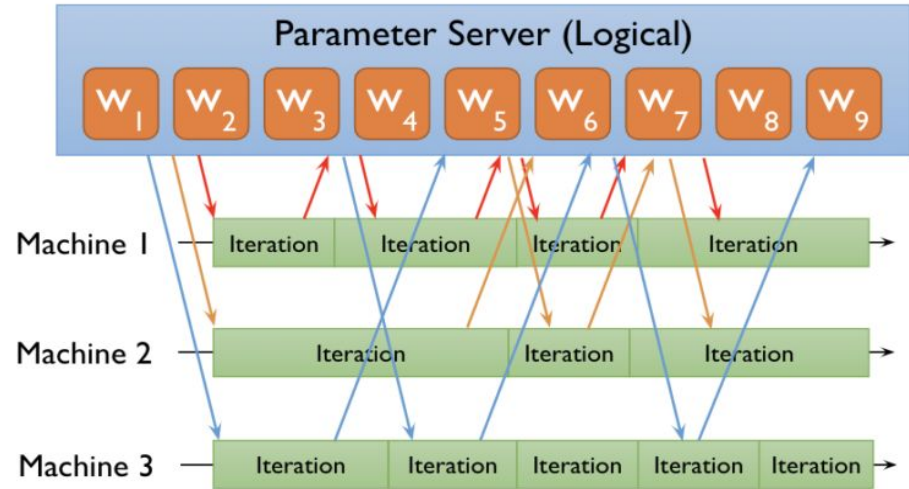 Parameter Server (Logical)
w1 w2 w3 w4 w5 w6 w7 w8 w9
Machine 1 Iteration Iteration Iteration Iteration
Machine 2 Iteration Iteration Iteration
Machine 3 Iteration Iteration Iteration Iteration Iteration